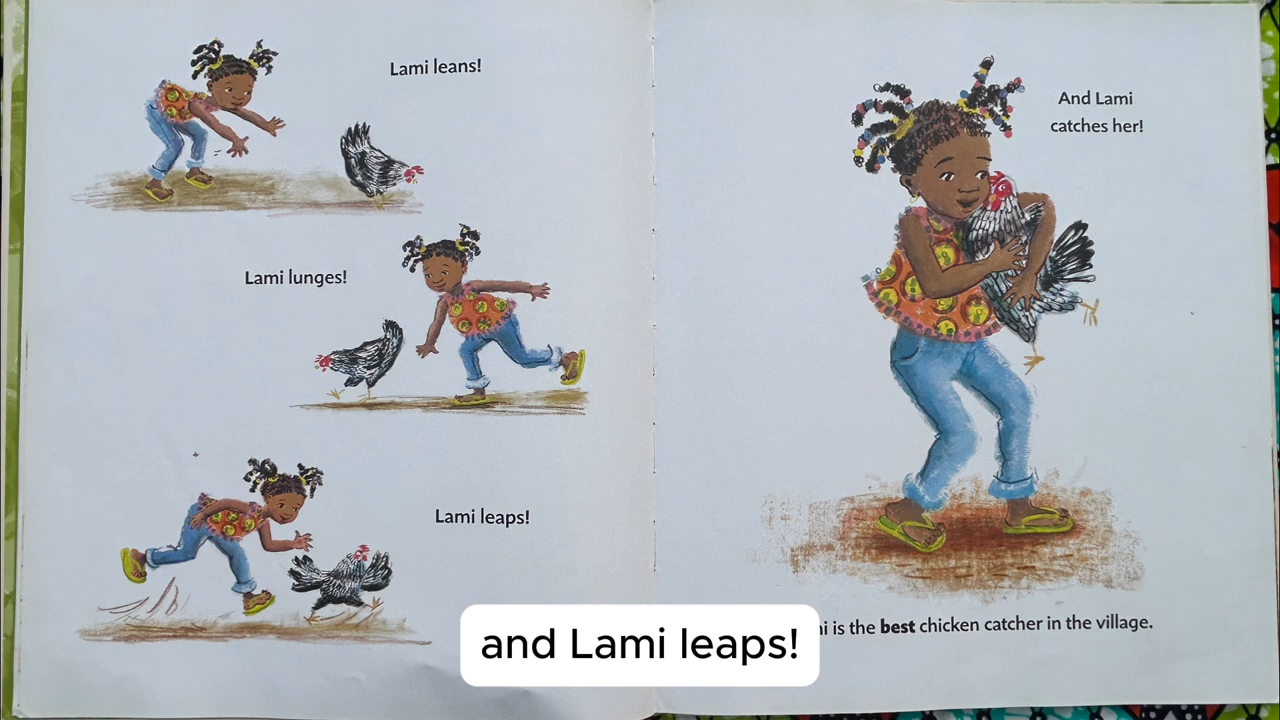 Lami leans!
Lami lunges!
Lami leaps!
And Lami
catches her!
is the best chicken catcher in the village.
and Lami leaps!